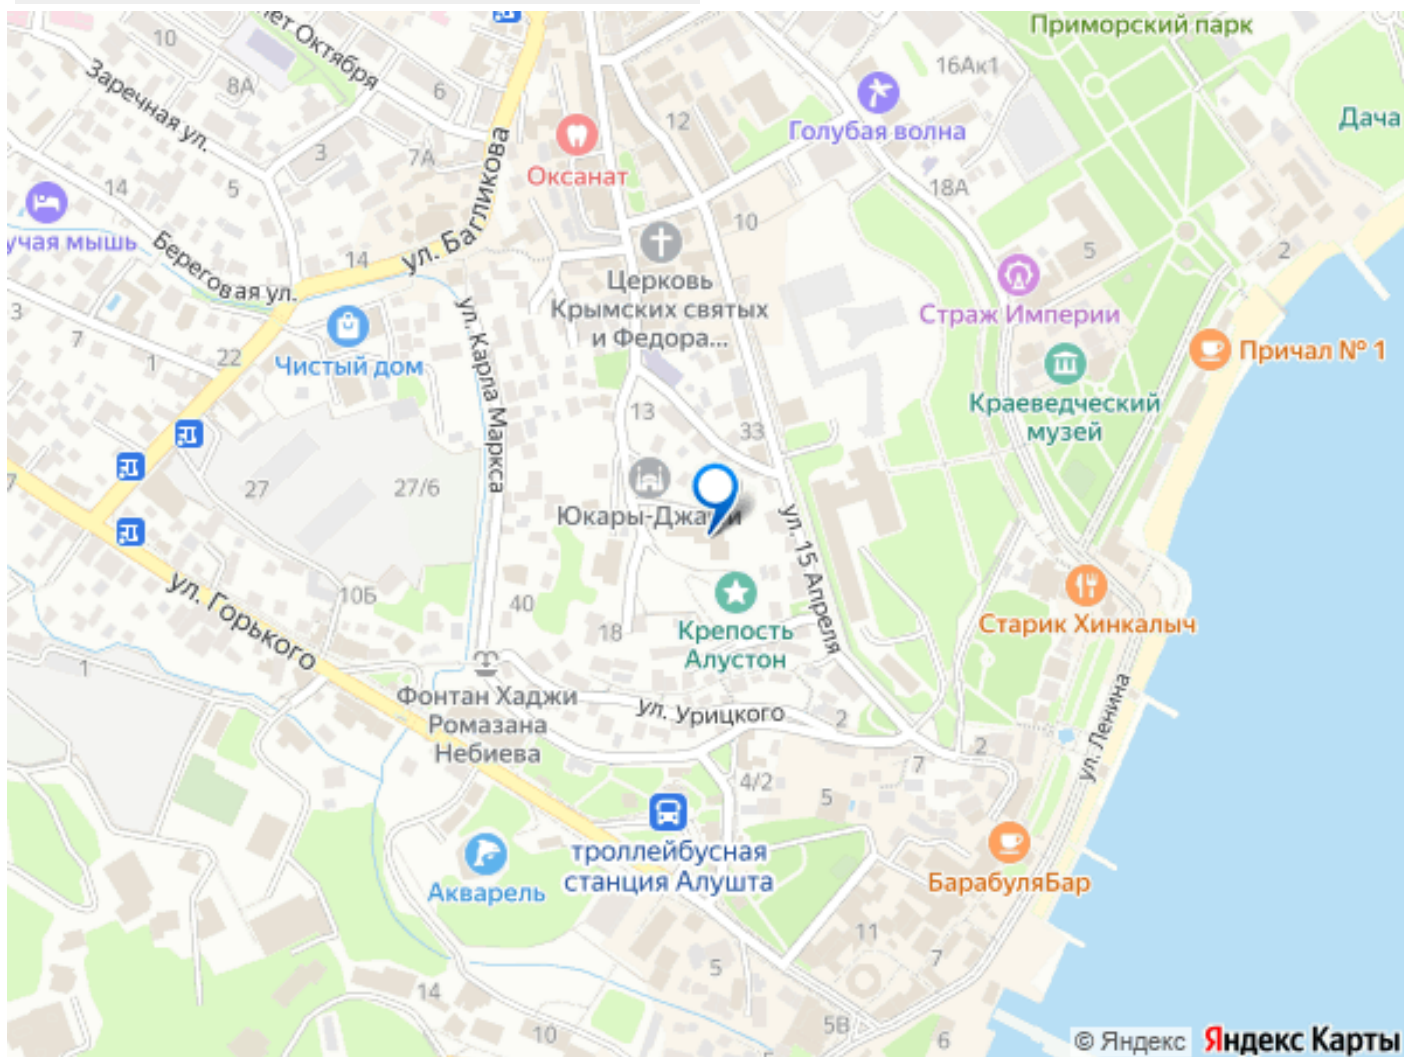 Приморский парк
10
лет Октября
16Ак1
Заречная ул.
8А
6
Дача
12
Голубая волна
3
7А
Оксанат
14
5
18А
ул. Багликова
10
учая мышь
Береговая ул.
14
5
2
Церковь
Крымских святых
и Федора...
Страж Империи
3
7
1
22
Чистый дом
ул. Карла Маркса
Причал № 1
Краеведческий
музей
13
33
7
27
27/6
Юкары-Джами
ул. 15 Апреля
ул. Горького
10Б
40
18
Крепость
Алустон
Старик Хинкалыч
1
Фонтан Хаджи
Ромазана
Небиева
ул. Урицкого
2
2
7
ул. Ленина
4/2
5
троллейбусная
станция Алушта
Акварель
БарабуляБар
11
7
5
14
10
5В
6
© Яндекс Яндекс Карты